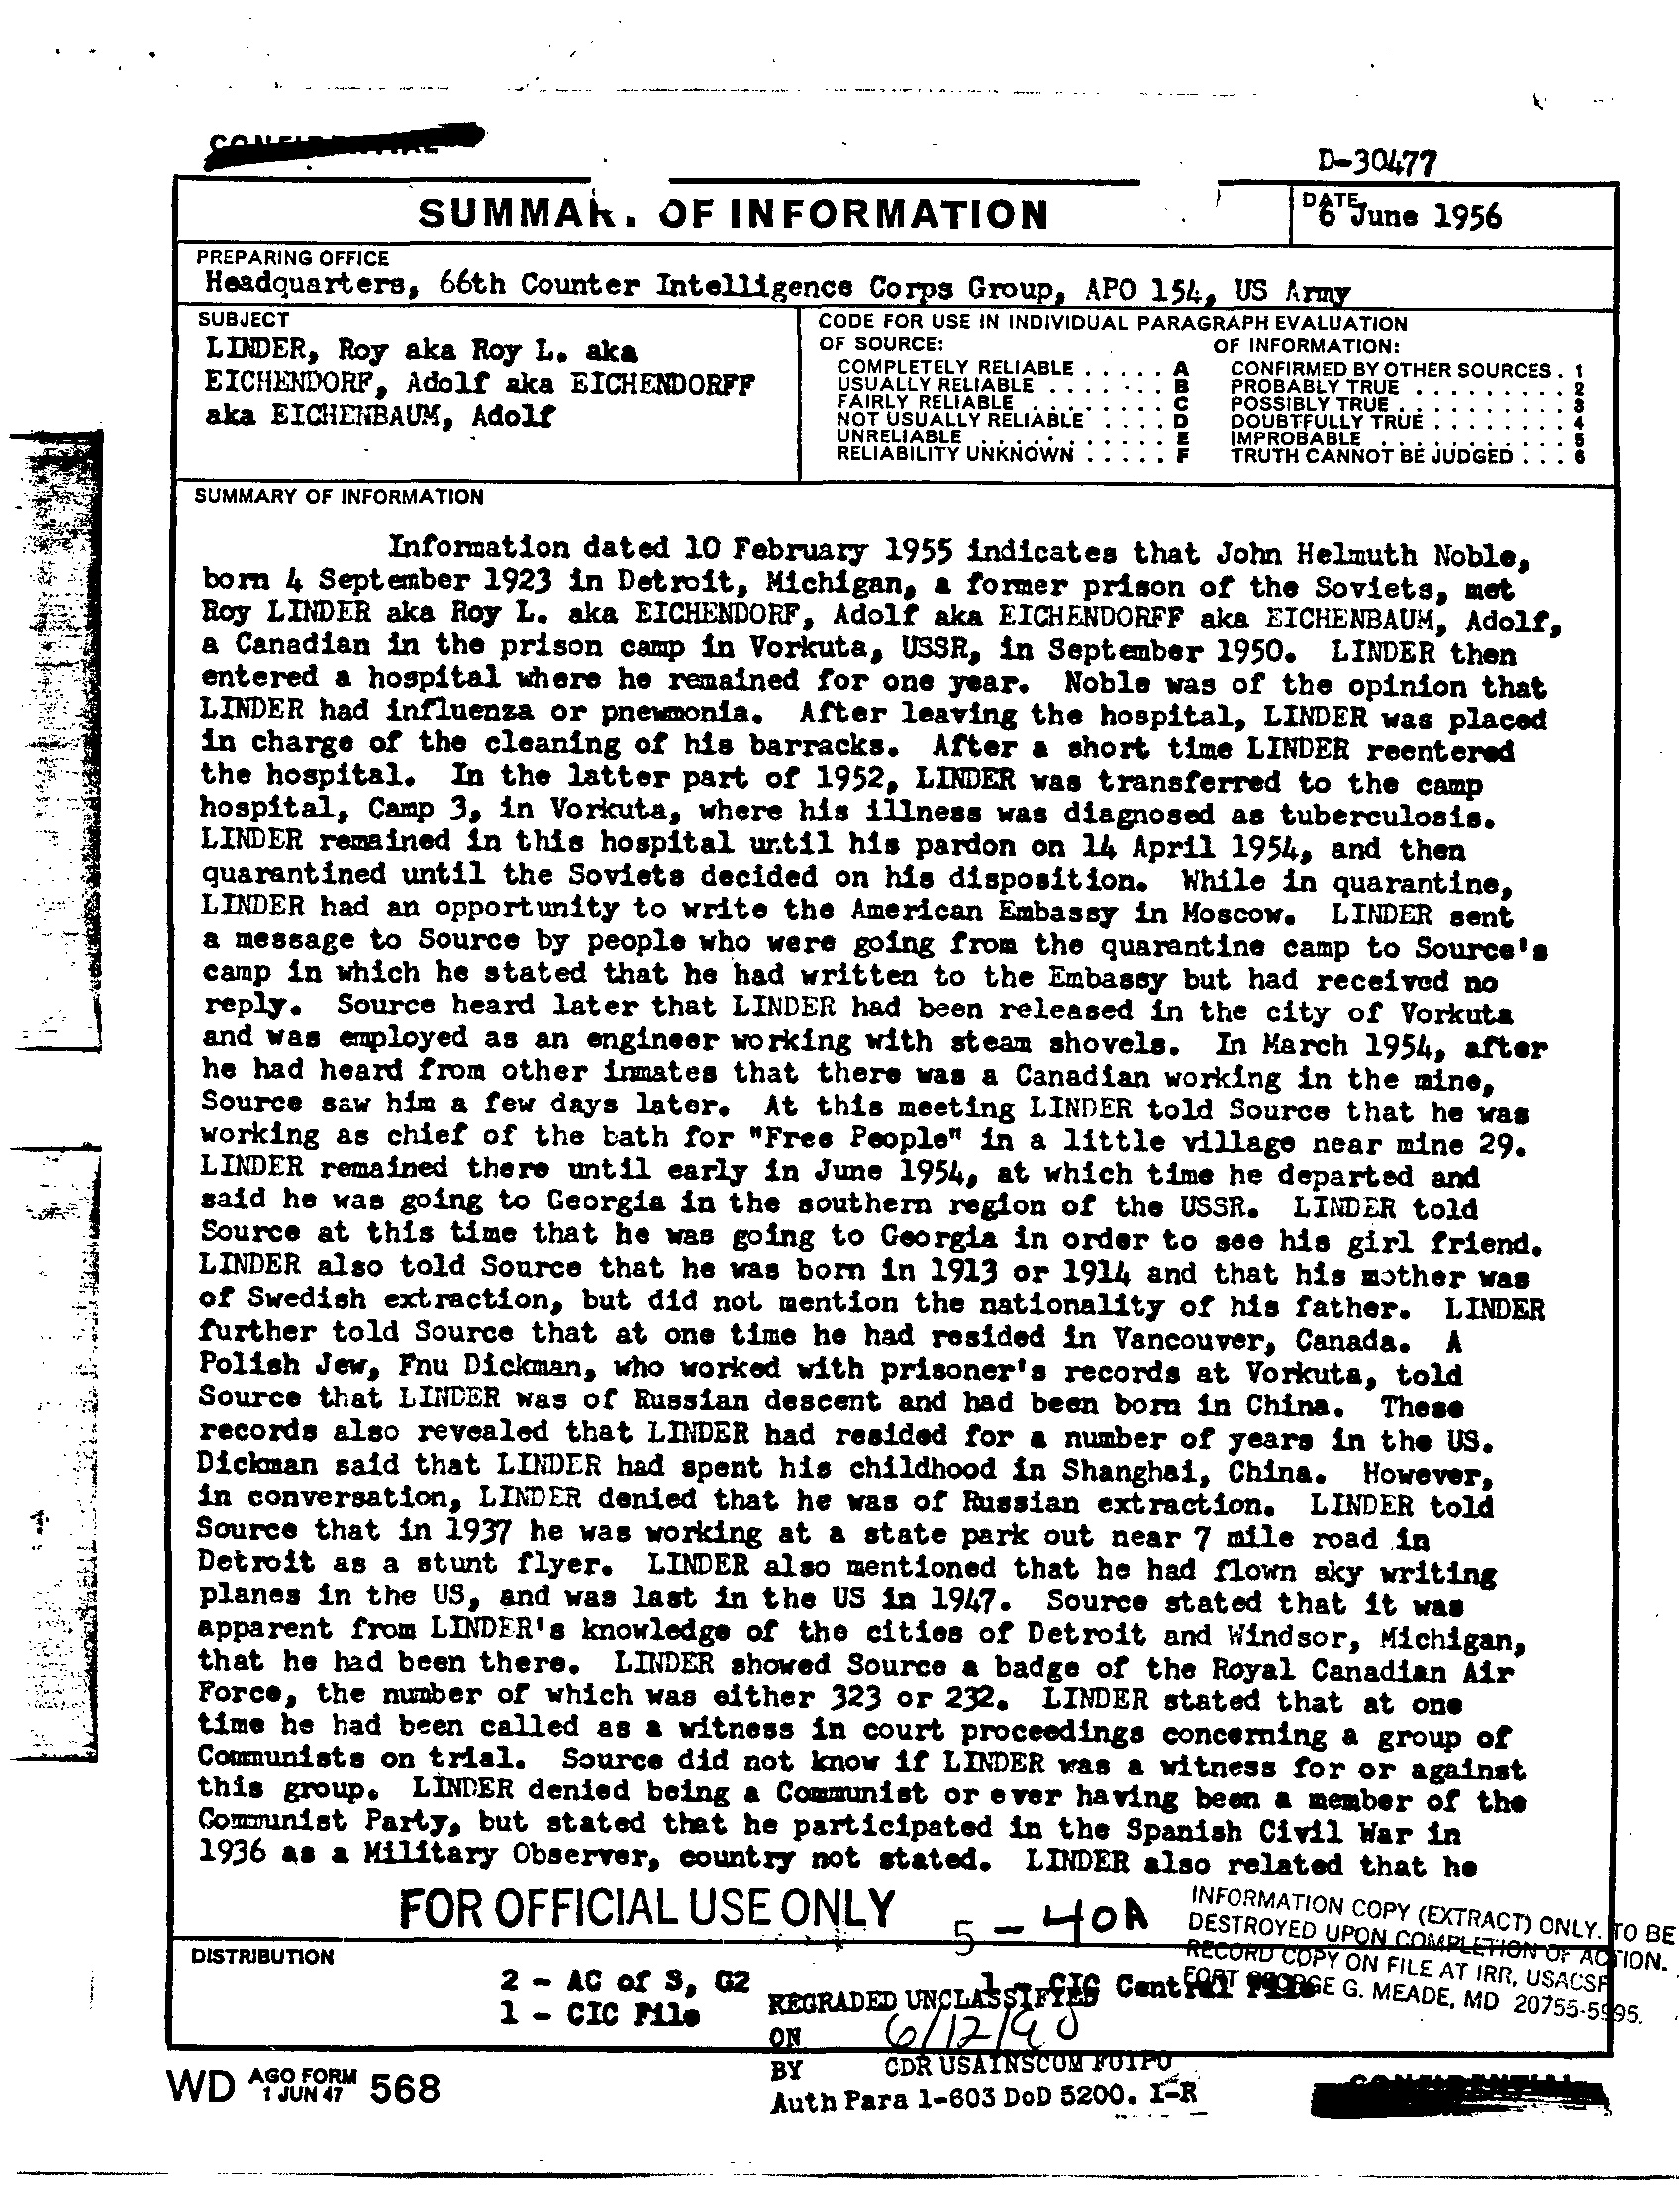 D-30477
SUMMAR. OF INFORMATION
DATE
6 June 1956
PREPARING OFFICE
Headquarters, 66th Counter Intelligence Corps Group, APO 154, US Army
SUBJECT
LINDER, Roy aka Roy L. aka
EICHENDORF, Adolf aka EICHENDORFF
aka EICHENBAUM, Adolf
CODE FOR USE IN INDIVIDUAL PARAGRAPH EVALUATION
OF SOURCE:
COMPLETELY RELIABLE . . . . . A
USUALLY RELIABLE . . . . . . . B
FAIRLY RELIABLE . . . . . . . . C
NOT USUALLY RELIABLE . . . . D
UNRELIABLE . . . . . . . . . . . E
RELIABILITY UNKNOWN . . . . . F
OF INFORMATION:
CONFIRMED BY OTHER SOURCES . 1
PROBABLY TRUE . . . . . . . . . 2
POSSIBLY TRUE . . . . . . . . . . 3
DOUBTFULLY TRUE . . . . . . . . 4
IMPROBABLE . . . . . . . . . . . 5
TRUTH CANNOT BE JUDGED . . . 6
SUMMARY OF INFORMATION
Information dated 10 February 1955 indicates that John Helmuth Noble,
born 4 September 1923 in Detroit, Michigan, a former prison of the Soviets, met
Roy LINDER aka Roy L. aka EICHENDORF, Adolf aka EICHENDORFF aka EICHENBAUM, Adolf,
a Canadian in the prison camp in Vorkuta, USSR, in September 1950. LINDER then
entered a hospital where he remained for one year. Noble was of the opinion that
LINDER had influenza or pnewmonia. After leaving the hospital, LINDER was placed
in charge of the cleaning of his barracks. After a short time LINDER reentered
the hospital. In the latter part of 1952, LINDER was transferred to the camp
hospital, Camp 3, in Vorkuta, where his illness was diagnosed as tuberculosis.
LINDER remained in this hospital until his pardon on 14 April 1954, and then
quarantined until the Soviets decided on his disposition. While in quarantine,
LINDER had an opportunity to write the American Embassy in Moscow. LINDER sent
a message to Source by people who were going from the quarantine camp to Source's
camp in which he stated that he had written to the Embassy but had received no
reply. Source heard later that LINDER had been released in the city of Vorkuta
and was employed as an engineer working with steam shovels. In March 1954, after
he had heard from other inmates that there was a Canadian working in the mine,
Source saw him a few days later. At this meeting LINDER told Source that he was
working as chief of the bath for "Free People" in a little village near mine 29.
LINDER remained there until early in June 1954, at which time he departed and
said he was going to Georgia in the southern region of the USSR. LINDER told
Source at this time that he was going to Georgia in order to see his girl friend.
LINDER also told Source that he was born in 1913 or 1914 and that his mother was
of Swedish extraction, but did not mention the nationality of his father. LINDER
further told Source that at one time he had resided in Vancouver, Canada. A
Polish Jew, Fnu Dickman, who worked with prisoner's records at Vorkuta, told
Source that LINDER was of Russian descent and had been born in China. These
records also revealed that LINDER had resided for a number of years in the US.
Dickman said that LINDER had spent his childhood in Shanghai, China. However,
in conversation, LINDER denied that he was of Russian extraction. LINDER told
Source that in 1937 he was working at a state park out near 7 mile road in
Detroit as a stunt flyer. LINDER also mentioned that he had flown sky writing
planes in the US, and was last in the US in 1947. Source stated that it was
apparent from LINDER's knowledge of the cities of Detroit and Windsor, Michigan,
that he had been there. LINDER showed Source a badge of the Royal Canadian Air
Force, the number of which was either 323 or 232. LINDER stated that at one
time he had been called as a witness in court proceedings concerning a group of
Communists on trial. Source did not know if LINDER was a witness for or against
this group. LINDER denied being a Communist or ever having been a member of the
Communist Party, but stated that he participated in the Spanish Civil War in
1936 as a Military Observer, country not stated. LINDER also related that he
FOR OFFICIAL USE ONLY
5 - 40A
INFORMATION COPY (EXTRACT) ONLY. TO BE
DESTROYED UPON COMPLETION OF ACTION.
RECORD COPY ON FILE AT IRR, USACSF
FORT GEORGE G. MEADE, MD 20755-5995.
DISTRIBUTION
2 - AC of S, G2
1 - CIC File
1 - CIC Central File
REGRADED UNCLASSIFIED
ON 6/12/90
BY CDR USAINSCOM FOIPO
Auth Para 1-603 DoD 5200. I-R
WD AGO FORM 1 JUN 47 568